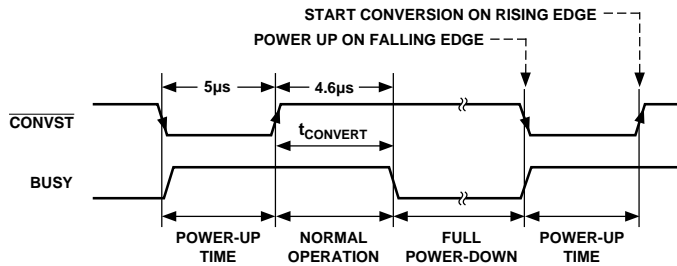 START CONVERSION ON RISING EDGE
POWER UP ON FALLING EDGE
5µs
4.6µs
CONVST
tCONVERT
BUSY
POWER-UP TIME
NORMAL OPERATION
FULL POWER-DOWN
POWER-UP TIME